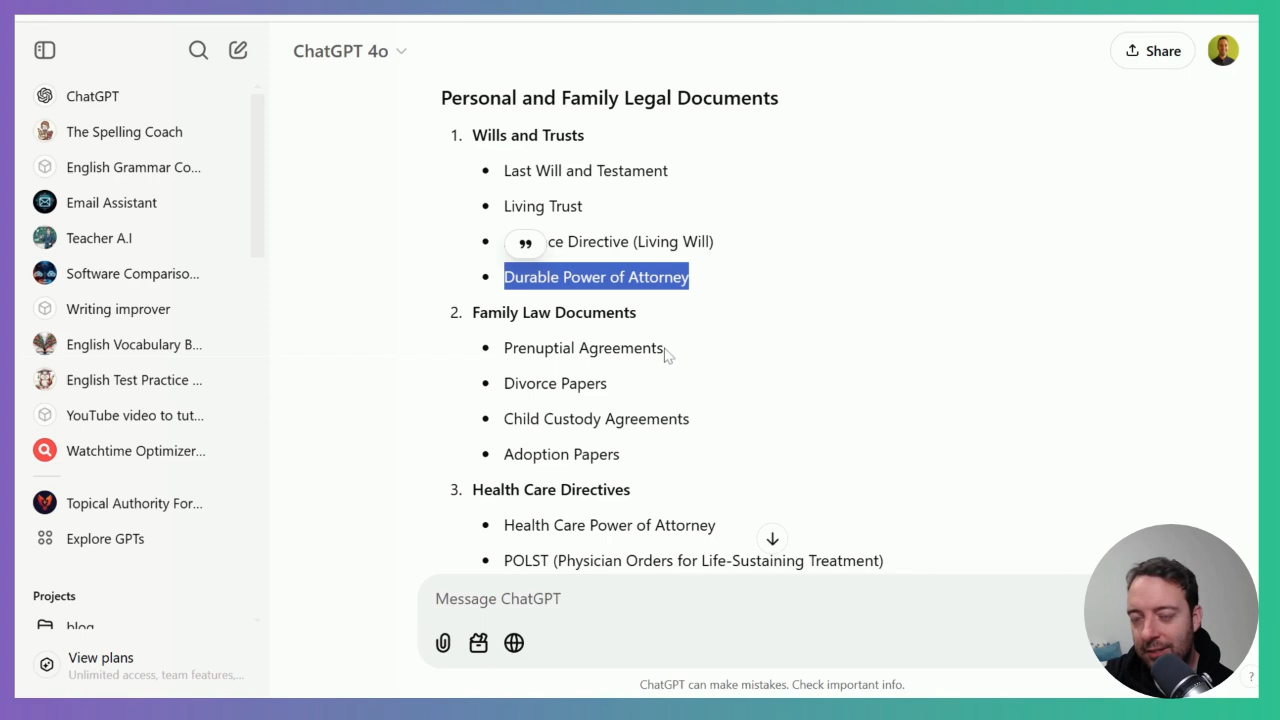 ChatGPT 4o
Share
ChatGPT
The Spelling Coach
English Grammar Co...
Email Assistant
Teacher A.I
Software Compariso...
Writing improver
English Vocabulary B...
English Test Practice ...
YouTube video to tut...
Watchtime Optimizer...
Topical Authority For...
Explore GPTs
Projects
blog
View plans
Unlimited access, team features,...
Personal and Family Legal Documents
1. Wills and Trusts
• Last Will and Testament
• Living Trust
• ce Directive (Living Will)
• Durable Power of Attorney
2. Family Law Documents
• Prenuptial Agreements
• Divorce Papers
• Child Custody Agreements
• Adoption Papers
3. Health Care Directives
• Health Care Power of Attorney
• POLST (Physician Orders for Life-Sustaining Treatment)
Message ChatGPT
ChatGPT can make mistakes. Check important info.
?